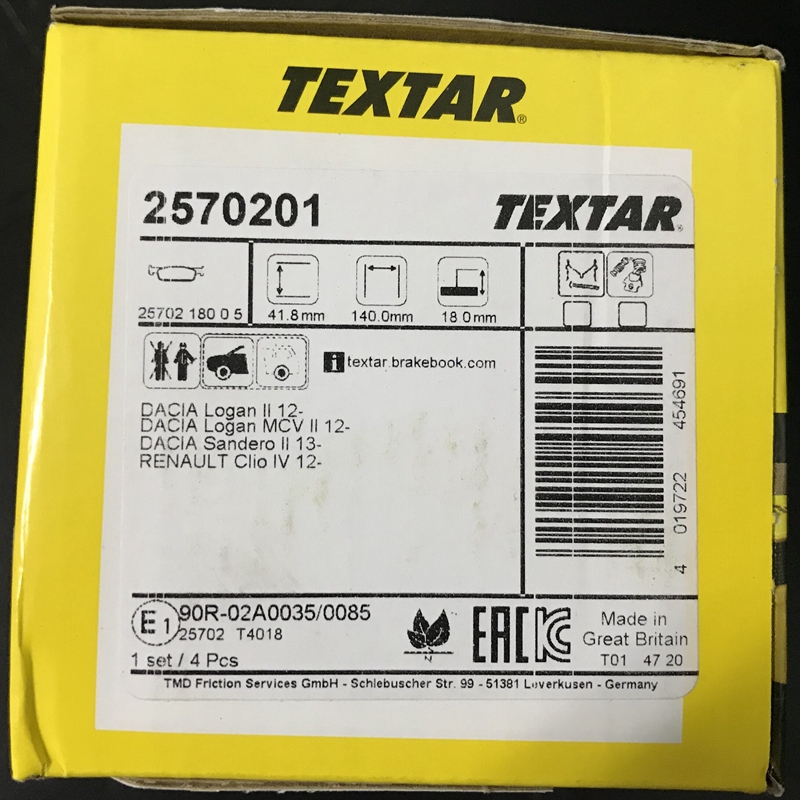 TEXTAR®
2570201 TEXTAR®
25702 180 0 5 41.8mm 140.0mm 18 0mm
i textar.brakebook.com
DACIA Logan II 12-
DACIA Logan MCV II 12-
DACIA Sandero II 13-
RENAULT Clio IV 12-
4 019722 454691
E1 90R-02A0035/0085
25702 T4018
1 set / 4 Pcs
N
EAC KC
Made in
Great Britain
T01 47 20
TMD Friction Services GmbH - Schlebuscher Str. 99 - 51381 Leverkusen - Germany